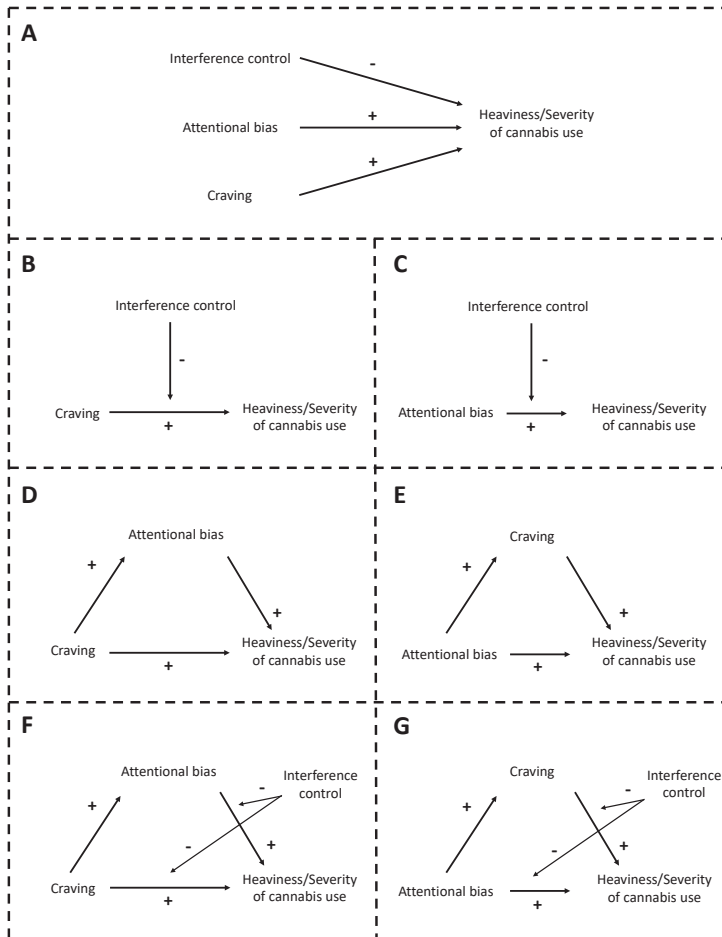 A
Interference control
-
Attentional bias
+
Heaviness/Severity
of cannabis use
+
Craving
B
Interference control
-
Craving
+
Heaviness/Severity
of cannabis use
C
Interference control
-
Attentional bias
+
Heaviness/Severity
of cannabis use
D
Attentional bias
+
+
Craving
+
Heaviness/Severity
of cannabis use
E
Craving
+
+
Attentional bias
+
Heaviness/Severity
of cannabis use
F
Attentional bias
-
Interference
control
+
-
+
Craving
+
Heaviness/Severity
of cannabis use
G
Craving
-
Interference
control
+
-
+
Attentional bias
+
Heaviness/Severity
of cannabis use